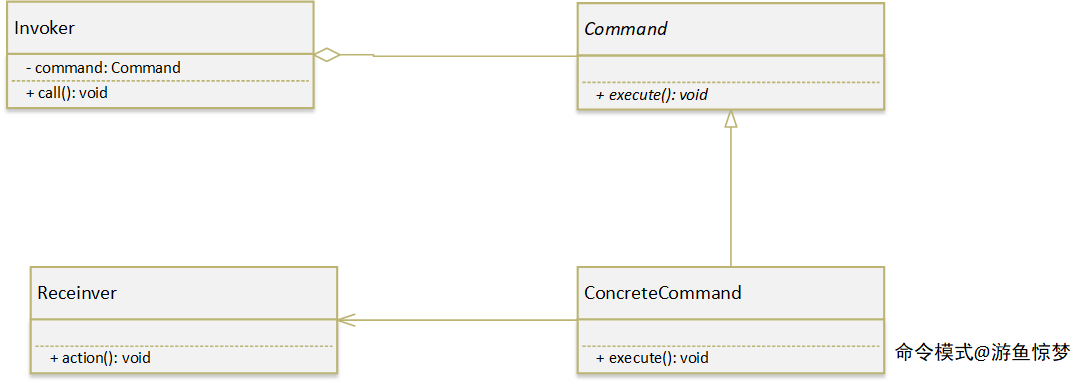 Invoker
- command: Command
+ call(): void
Command
+ execute(): void
Receinver
+ action(): void
ConcreteCommand
+ execute(): void
命令模式@游鱼惊梦